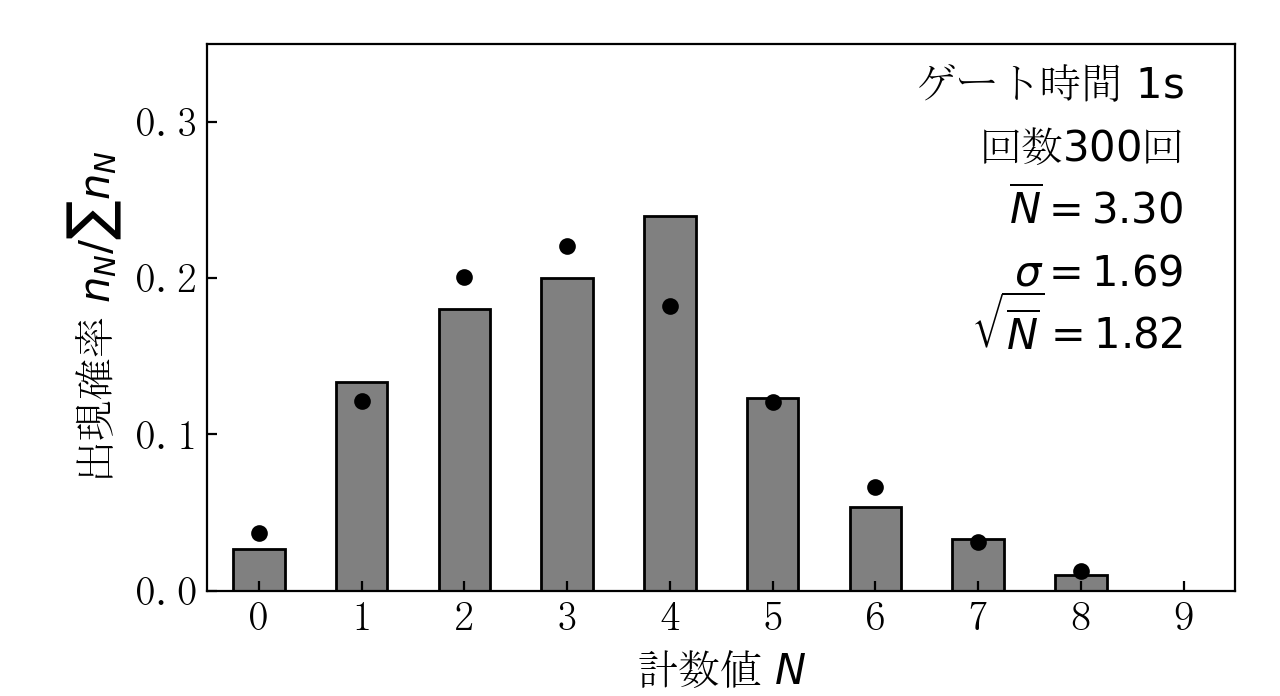 ゲート時間 1s
回数300回
N̅ = 3.30
σ = 1.69
√N̅ = 1.82
出現確率 n_N/∑n_N
0.3
0.2
0.1
0.0
0 1 2 3 4 5 6 7 8 9
計数値 N